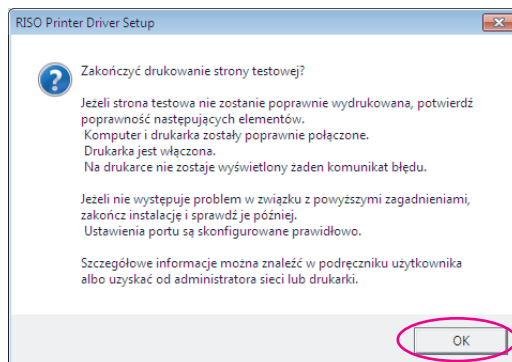 RISO Printer Driver Setup
Zakończyć drukowanie strony testowej?
Jeżeli strona testowa nie zostanie poprawnie wydrukowana, potwierdź
poprawność następujących elementów.
Komputer i drukarka zostały poprawnie połączone.
Drukarka jest włączona.
Na drukarce nie zostaje wyświetlony żaden komunikat błędu.
Jeżeli nie występuje problem w związku z powyższymi zagadnieniami,
zakończ instalację i sprawdź je później.
Ustawienia portu są skonfigurowane prawidłowo.
Szczegółowe informacje można znaleźć w podręczniku użytkownika
albo uzyskać od administratora sieci lub drukarki.
OK